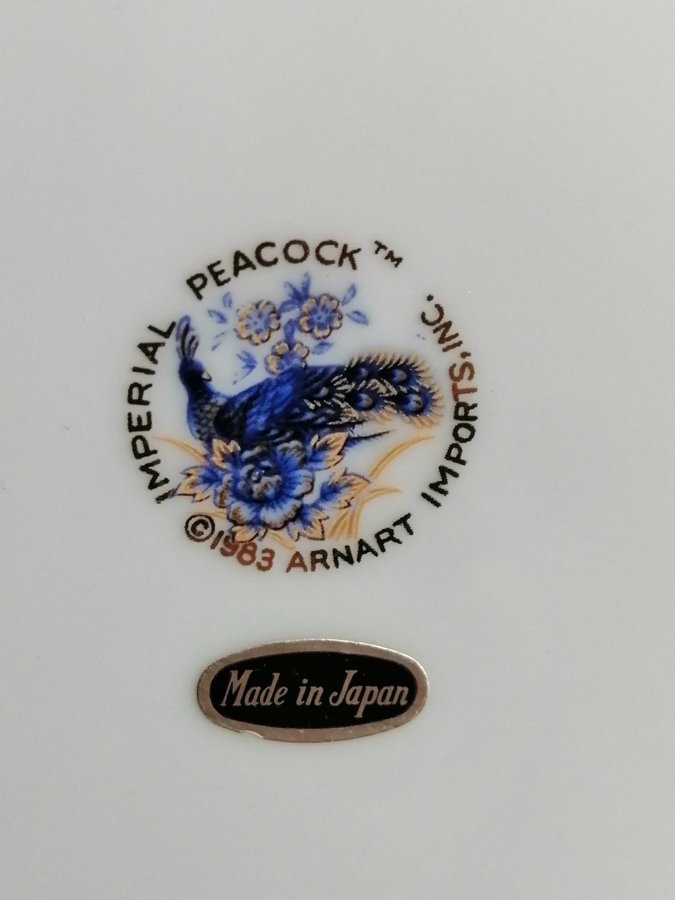 IMPERIAL PEACOCK™
©1983 ARNART IMPORTS, INC.
Made in Japan